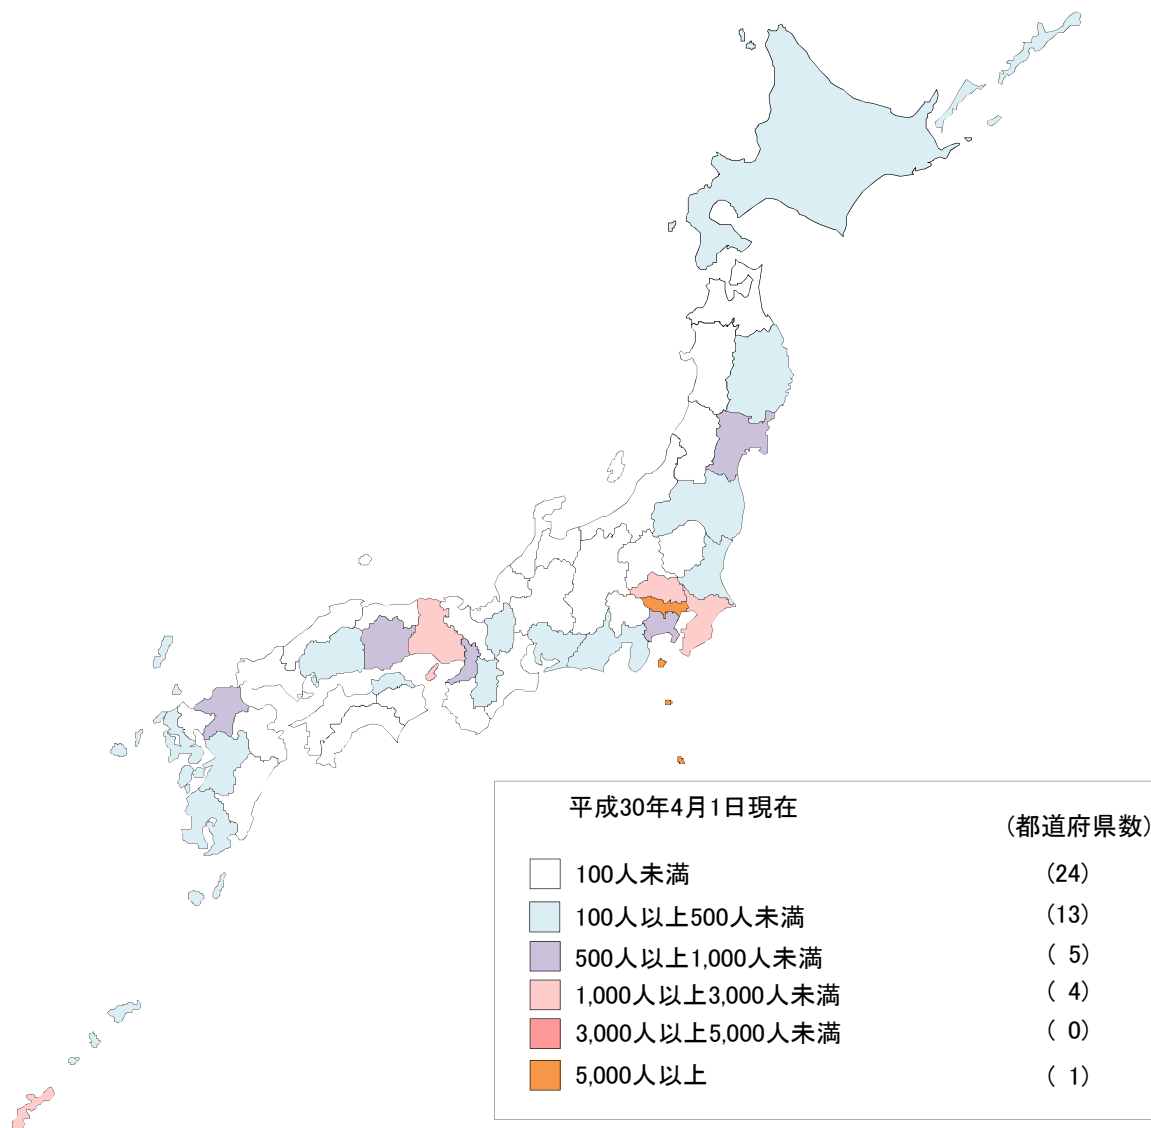 平成30年4月1日現在
(都道府県数)
100人未満 (24)
100人以上500人未満 (13)
500人以上1,000人未満 ( 5)
1,000人以上3,000人未満 ( 4)
3,000人以上5,000人未満 ( 0)
5,000人以上 ( 1)